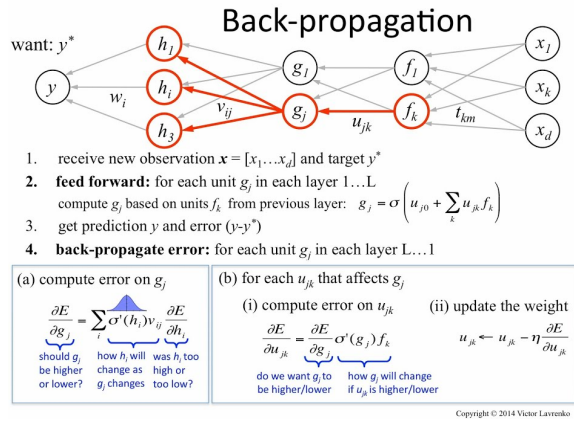 Back-propagation
want: y*
h₁
g₁
f₁
x₁
y
wᵢ
hᵢ
vᵢⱼ
gⱼ
uⱼₖ
fₖ
tₖₘ
xₖ
h₃
x_d
1. receive new observation x = [x₁…x_d] and target y*
2. feed forward: for each unit gⱼ in each layer 1…L
compute gⱼ based on units fₖ from previous layer: gⱼ = σ(uⱼ₀ + ∑ₖ uⱼₖfₖ)
3. get prediction y and error (y-y*)
4. back-propagate error: for each unit gⱼ in each layer L…1
(a) compute error on gⱼ
∂E/∂gⱼ = ∑ᵢ σ'(hᵢ)vᵢⱼ ∂E/∂hᵢ
should gⱼ be higher or lower?
how hᵢ will change as gⱼ changes
was hᵢ too high or too low?
(b) for each uⱼₖ that affects gⱼ
(i) compute error on uⱼₖ
∂E/∂uⱼₖ = ∂E/∂gⱼ σ'(gⱼ)fₖ
do we want gⱼ to be higher/lower
how gⱼ will change if uⱼₖ is higher/lower
(ii) update the weight
uⱼₖ ← uⱼₖ − η ∂E/∂uⱼₖ
Copyright © 2014 Victor Lavrenko